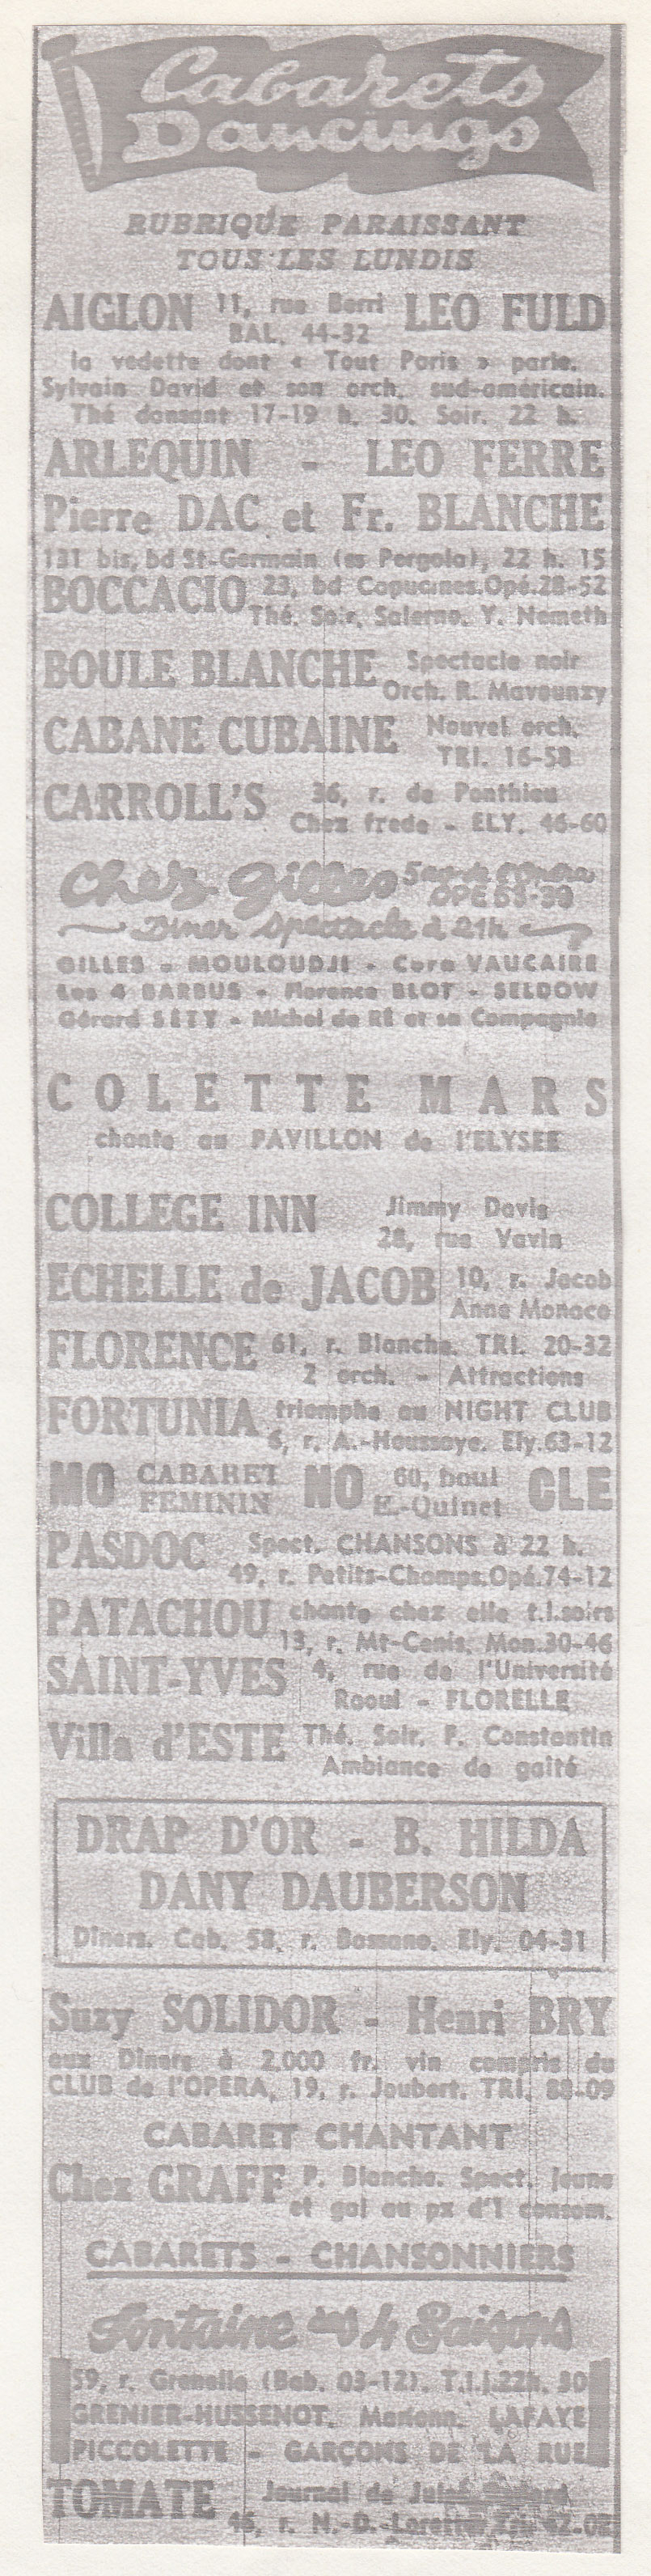 Cabarets
Dancings
RUBRIQUE PARAISSANT
TOUS LES LUNDIS
AIGLON 11, rue Berri BAL. 44-32 LEO FULD
la vedette dont « Tout Paris » parle.
Sylvain David et son orch. sud-américain.
Thé dansant 17-19 h. 30. Soir. 22 h.
ARLEQUIN - LEO FERRE
Pierre DAC et Fr. BLANCHE
131 bis, bd St-Germain (ss Pergola), 22 h. 15
BOCCACIO 23, bd Capucines.Opé.28-52
Thé. Soir, Salerno. Y. Nemeth
BOULE BLANCHE Spectacle noir
Orch. R. Mavounzy
CABANE CUBAINE Nouvel orch.
TRI. 16-58
CARROLL'S 36, r. de Ponthieu
Chez frede - ELY. 46-60
Chez Gilles 5 av de l'Opéra
OPE
Diner Spectacle à 21h
GILLES - MOULOUDJI - Cora VAUCAIRE
Les 4 BARBUS - Florence BLOT - SELDOW
Gérard SETY - Michel de RÉ et sa Compagnie
COLETTE MARS
chante au PAVILLON de l'ELYSEE
COLLEGE INN Jimmy Davis
28, rue Vavin
ECHELLE de JACOB 10, r. Jacob
Anna Monaco
FLORENCE 61, r. Blanche. TRI. 20-32
2 orch. - Attractions
FORTUNIA triomphe au NIGHT CLUB
6, r. A.-Houssaye. Ely.63-12
MO CABARET FEMININ NO 60, boul E.-Quinet CLE
PASDOC Spect. CHANSONS à 22 h.
49, r. Petits-Champs.Opé.74-12
PATACHOU chante chez elle t.l.soirs
13, r. Mt-Cenis, Mon.30-46
SAINT-YVES 4, rue de l'Université
Raoul - FLORELLE
Villa d'ESTE Thé. Soir. F. Constantin
Ambiance de gaîté
DRAP D'OR - B. HILDA
DANY DAUBERSON
Diners. Cab. 58, r. Bassano. Ely. 04-31
Suzy SOLIDOR - Henri BRY
aux Diners à 2.000 fr. vin compris du
CLUB de l'OPERA, 19, r. Joubert. TRI. 88-09
CABARET CHANTANT
Chez GRAFF P. Blanche. Spect. jeune
et gai au px d'1 consom.
CABARETS - CHANSONNIERS
Fontaine des 4 Saisons
59, r. Grenelle (Bab. 03-12). T.l.j.22h. 30
GRENIER-HUSSENOT, LAFAYE
PICCOLETTE - GARÇONS DE LA RUE
TOMATE Journal de
46, r. N.-D.-Lorette